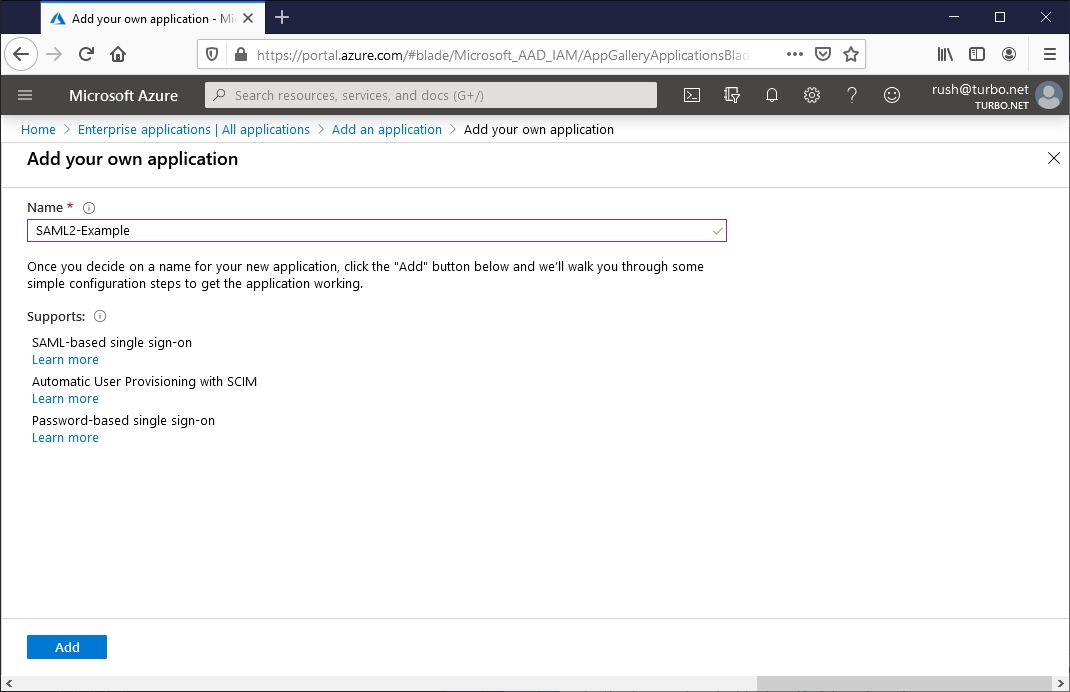 Add your own application - Mi
https://portal.azure.com/#blade/Microsoft_AAD_IAM/AppGalleryApplicationsBlad
Microsoft Azure
Search resources, services, and docs (G+/)
rush@turbo.net
TURBO.NET
Home > Enterprise applications | All applications > Add an application > Add your own application
Add your own application
Name *
SAML2-Example
Once you decide on a name for your new application, click the "Add" button below and we'll walk you through some
simple configuration steps to get the application working.
Supports:
SAML-based single sign-on
Learn more
Automatic User Provisioning with SCIM
Learn more
Password-based single sign-on
Learn more
Add